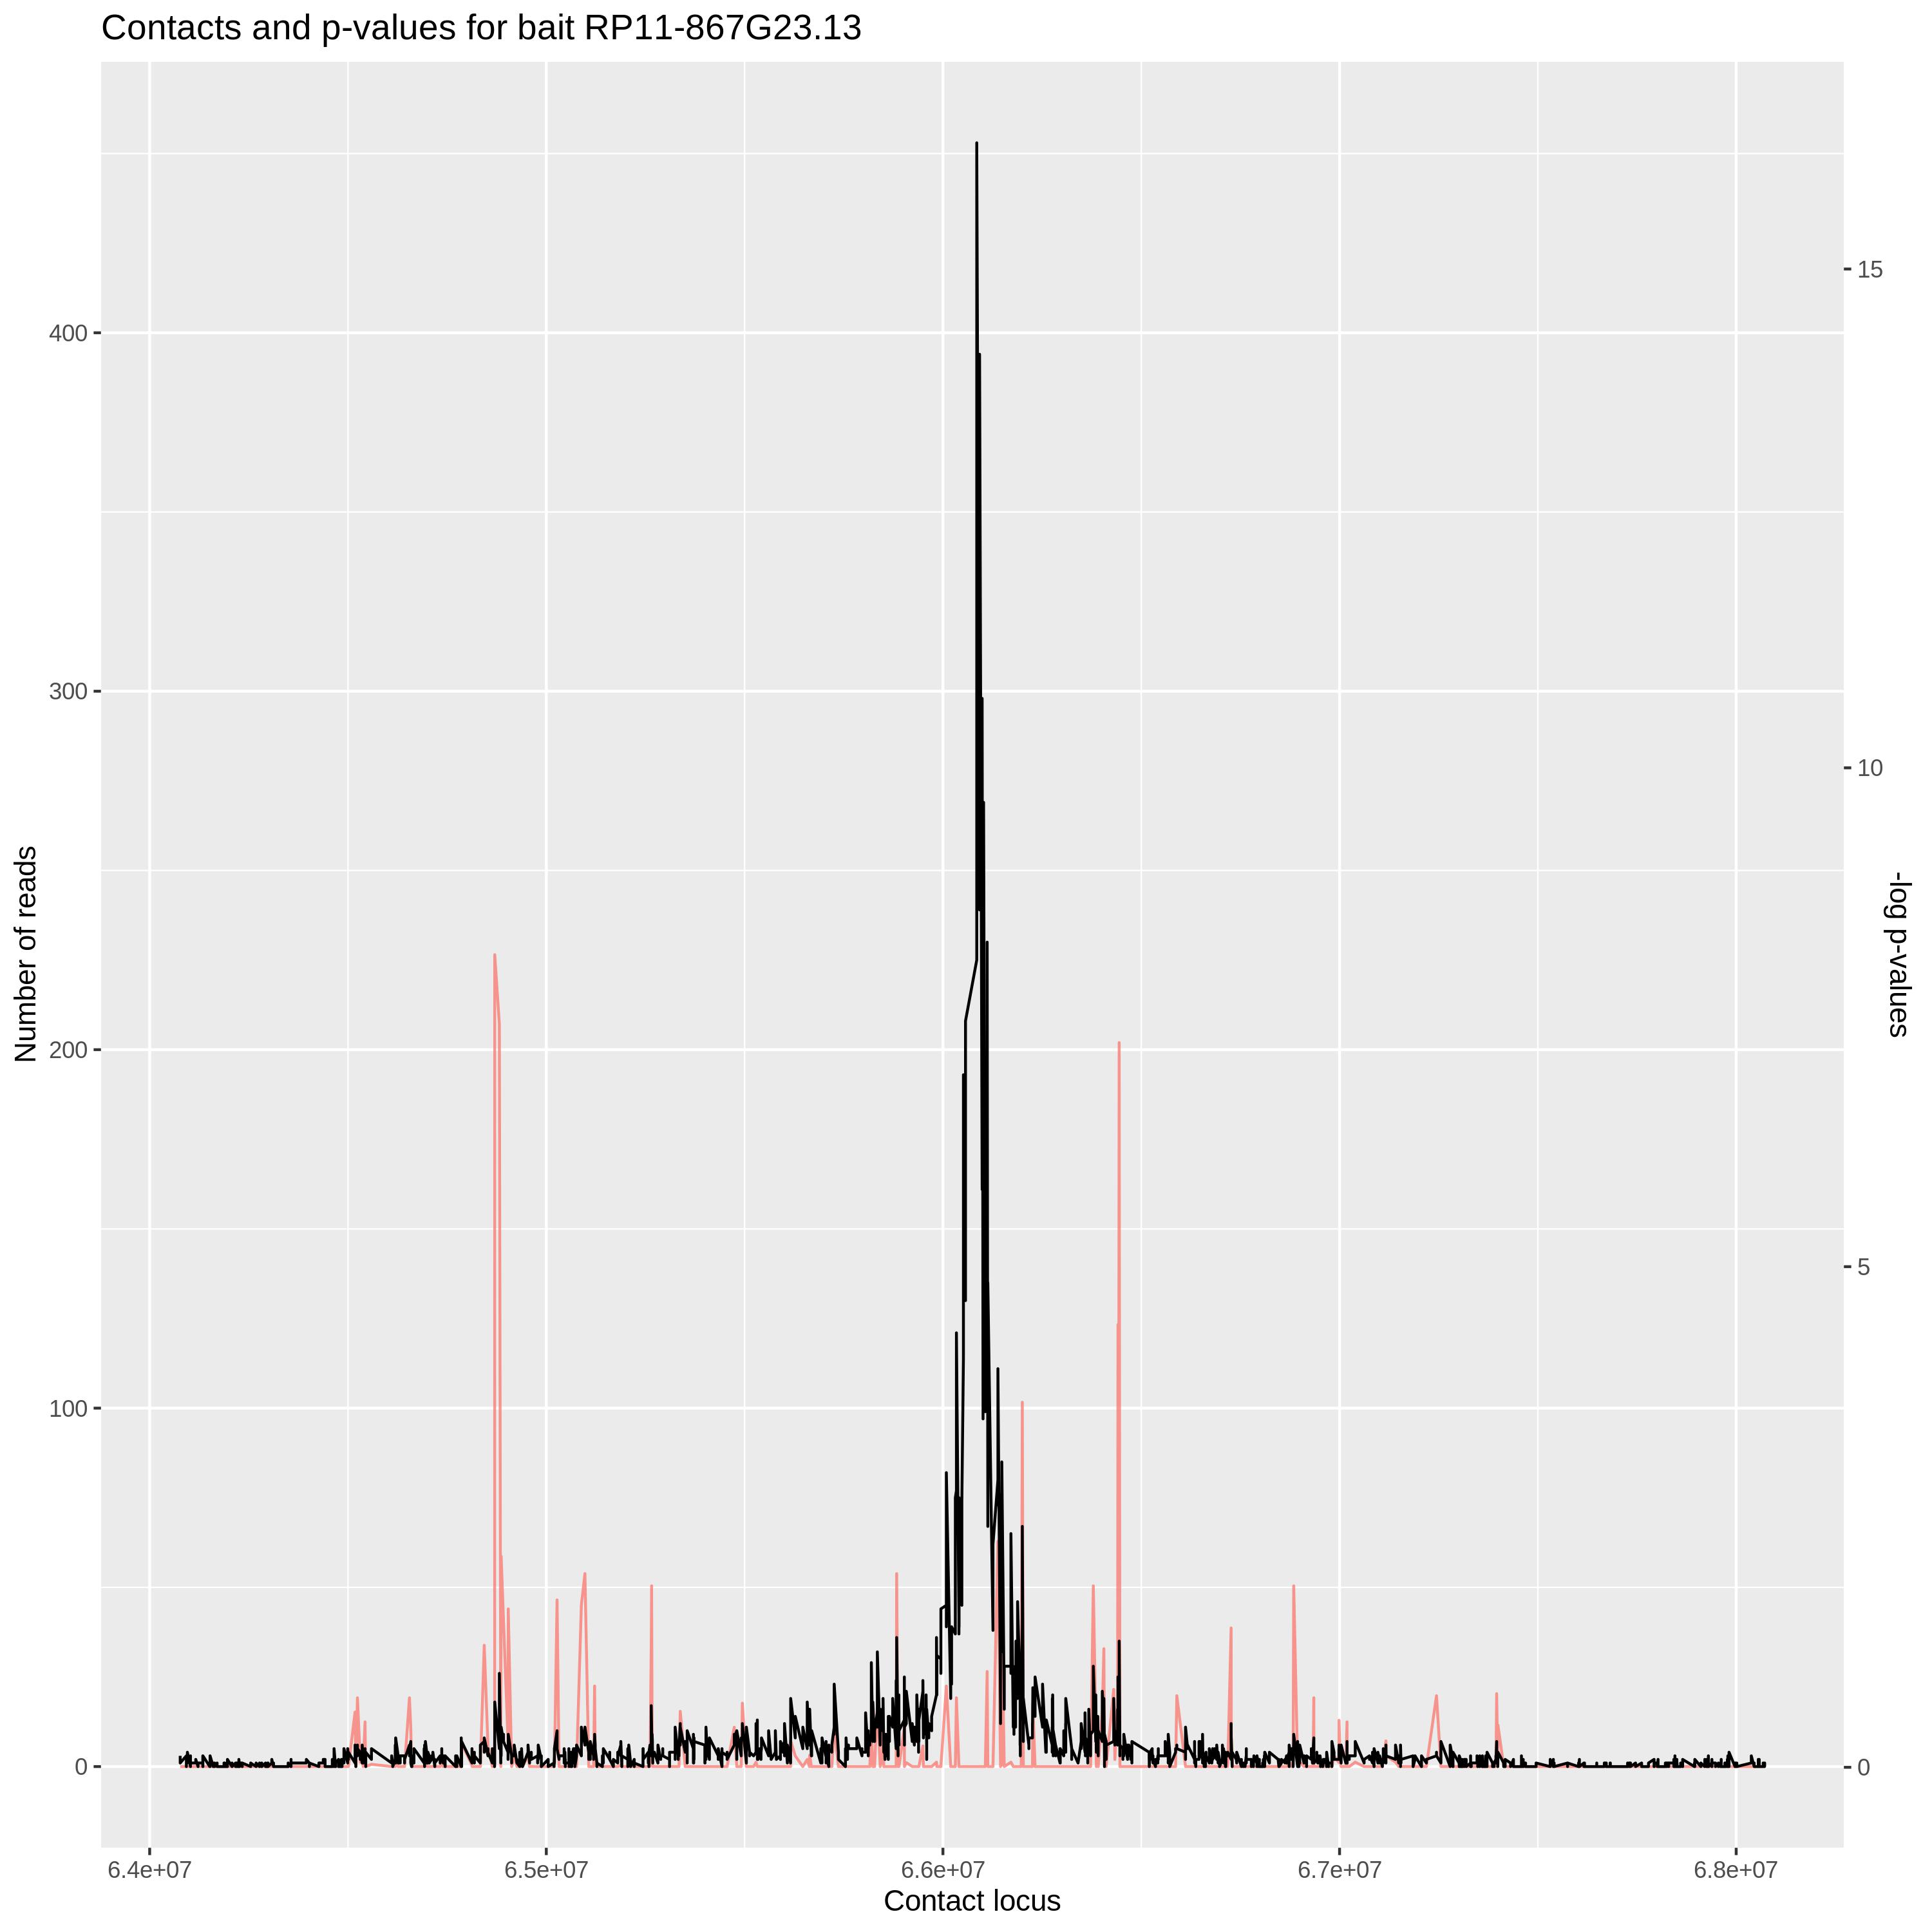 Contacts and p-values for bait RP11-867G23.13
400
300
200
100
0
Number of reads
15
10
5
0
-log p-values
6.4e+07 6.5e+07 6.6e+07 6.7e+07 6.8e+07
Contact locus